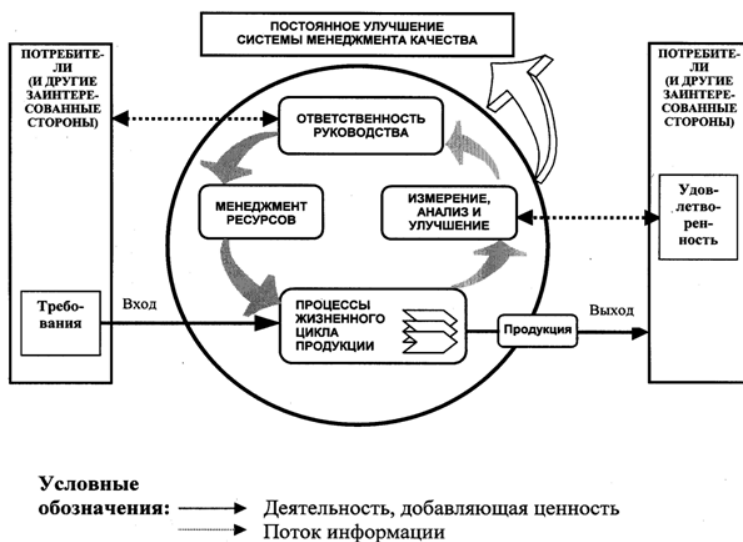 ПОСТОЯННОЕ УЛУЧШЕНИЕ
СИСТЕМЫ МЕНЕДЖМЕНТА КАЧЕСТВА
ПОТРЕБИТЕ-
ЛИ
(И ДРУГИЕ
ЗАИНТЕРЕ-
СОВАННЫЕ
СТОРОНЫ)
Требо-
вания
Вход
ОТВЕТСТВЕННОСТЬ
РУКОВОДСТВА
МЕНЕДЖМЕНТ
РЕСУРСОВ
ИЗМЕРЕНИЕ,
АНАЛИЗ И
УЛУЧШЕНИЕ
ПРОЦЕССЫ
ЖИЗНЕННОГО
ЦИКЛА
ПРОДУКЦИИ
Продукция
Выход
ПОТРЕБИТЕ-
ЛИ
(И ДРУГИЕ
ЗАИНТЕРЕ-
СОВАННЫЕ
СТОРОНЫ)
Удов-
летво-
рен-
ность
Условные
обозначения:
Деятельность, добавляющая ценность
Поток информации